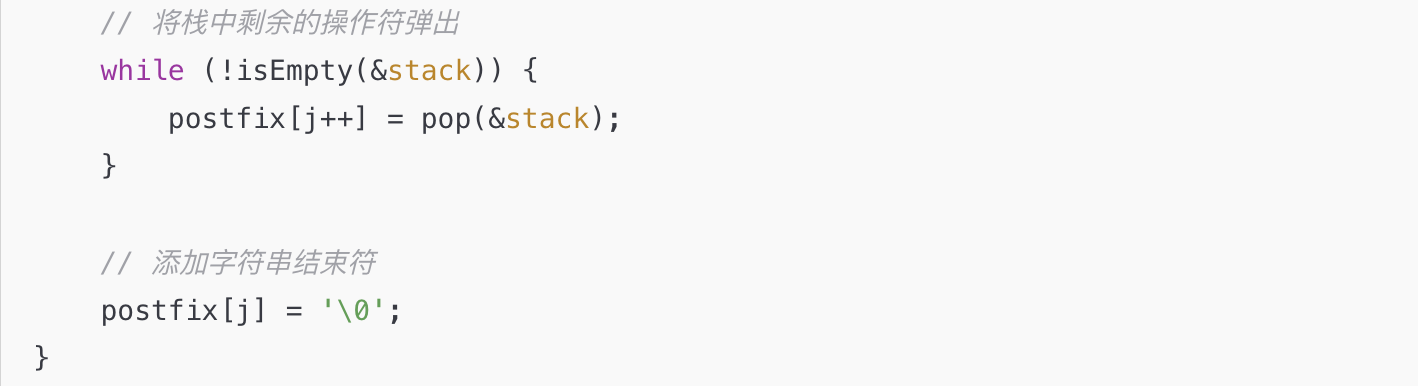 // 将栈中剩余的操作符弹出
while (!isEmpty(&stack)) {
postfix[j++] = pop(&stack);
}
// 添加字符串结束符
postfix[j] = '\0';
}